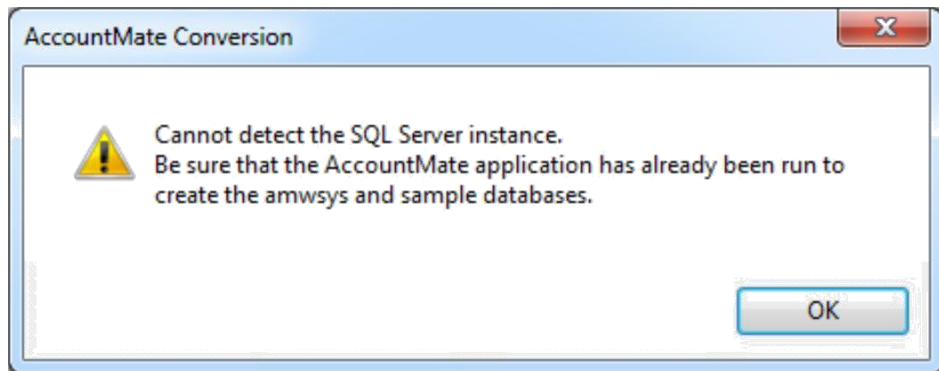 AccountMate Conversion
Cannot detect the SQL Server instance.
Be sure that the AccountMate application has already been run to
create the amwsys and sample databases.
OK